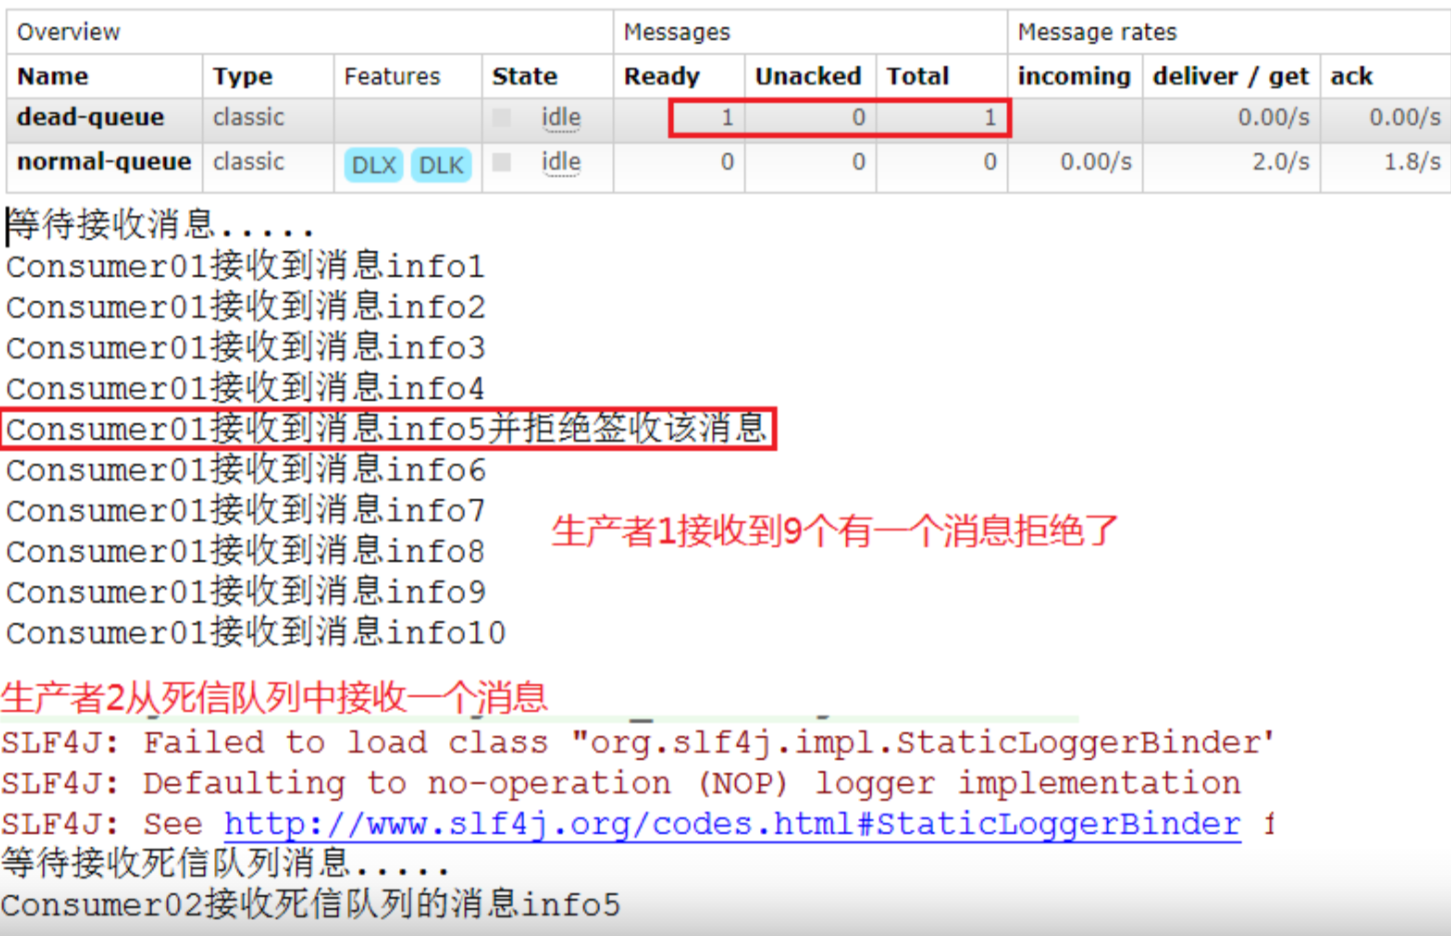 Overview Messages Message rates
Name Type Features State Ready Unacked Total incoming deliver / get ack
dead-queue classic idle 1 0 1 0.00/s 0.00/s
normal-queue classic DLX DLK idle 0 0 0 0.00/s 2.0/s 1.8/s
等待接收消息.....
Consumer01接收到消息info1
Consumer01接收到消息info2
Consumer01接收到消息info3
Consumer01接收到消息info4
Consumer01接收到消息info5并拒绝签收该消息
Consumer01接收到消息info6
Consumer01接收到消息info7
生产者1接收到9个有一个消息拒绝了
Consumer01接收到消息info8
Consumer01接收到消息info9
Consumer01接收到消息info10
生产者2从死信队列中接收一个消息
SLF4J: Failed to load class "org.slf4j.impl.StaticLoggerBinder"
SLF4J: Defaulting to no-operation (NOP) logger implementation
SLF4J: See http://www.slf4j.org/codes.html#StaticLoggerBinder f
等待接收死信队列消息.....
Consumer02接收死信队列的消息info5